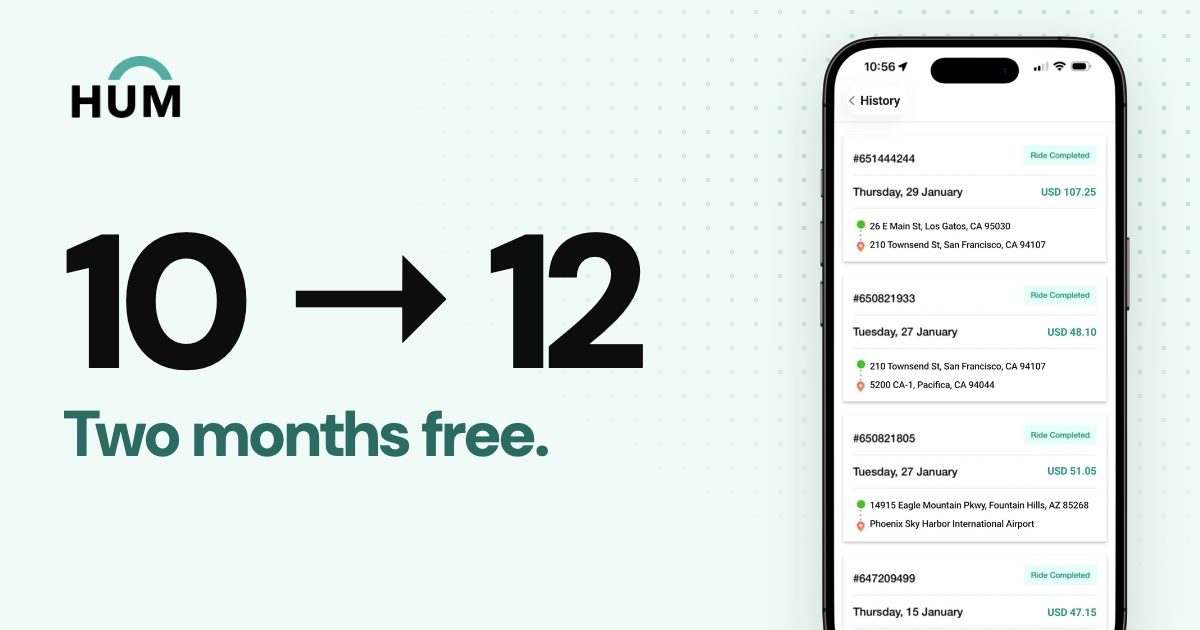 HUM
10 → 12
Two months free.
10:56
History
#651444244
Ride Completed
Thursday, 29 January
USD 107.25
26 E Main St, Los Gatos, CA 95030
210 Townsend St, San Francisco, CA 94107
#650821933
Ride Completed
Tuesday, 27 January
USD 48.10
210 Townsend St, San Francisco, CA 94107
5200 CA-1, Pacifica, CA 94044
#650821805
Ride Completed
Tuesday, 27 January
USD 51.05
14915 Eagle Mountain Pkwy, Fountain Hills, AZ 85268
Phoenix Sky Harbor International Airport
#647209499
Ride Completed
Thursday, 15 January
USD 47.15